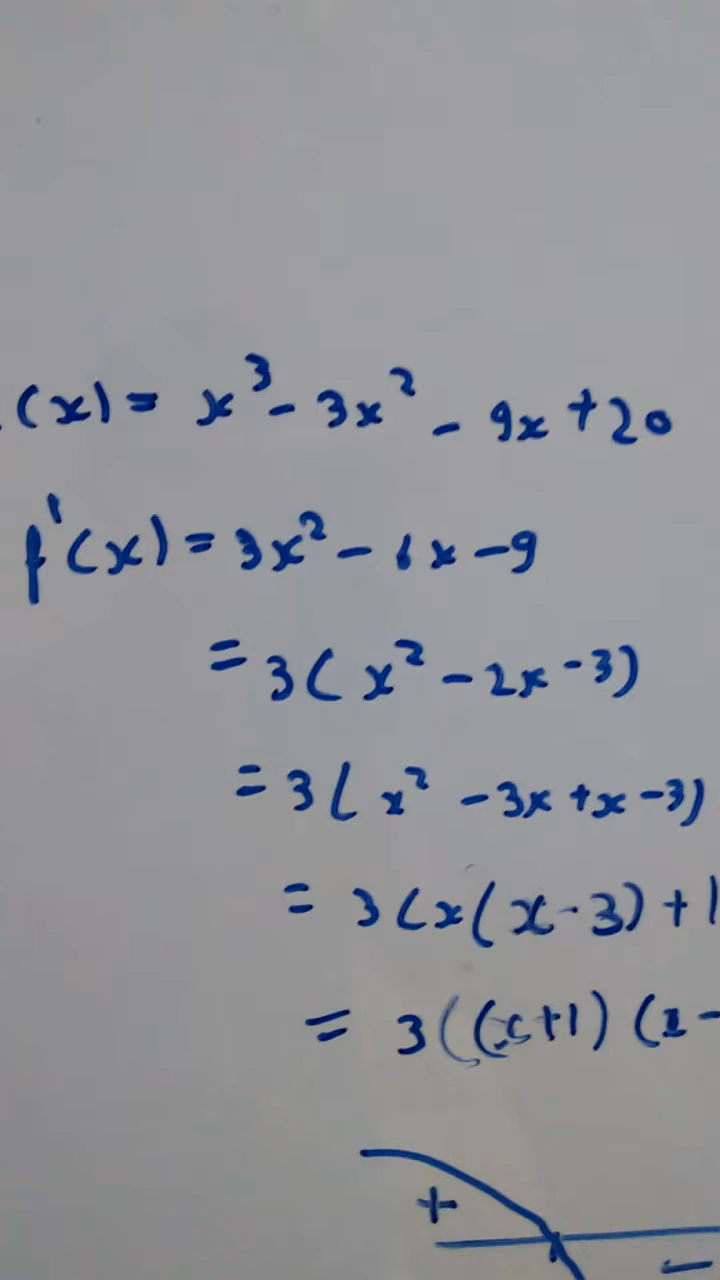 (x) = x³ - 3x² - 9x + 20
f'(x) = 3x² - 6x - 9
= 3(x² - 2x - 3)
= 3(x² - 3x + x - 3)
= 3(x(x - 3) + 1
= 3((x+1)(x -
+
-